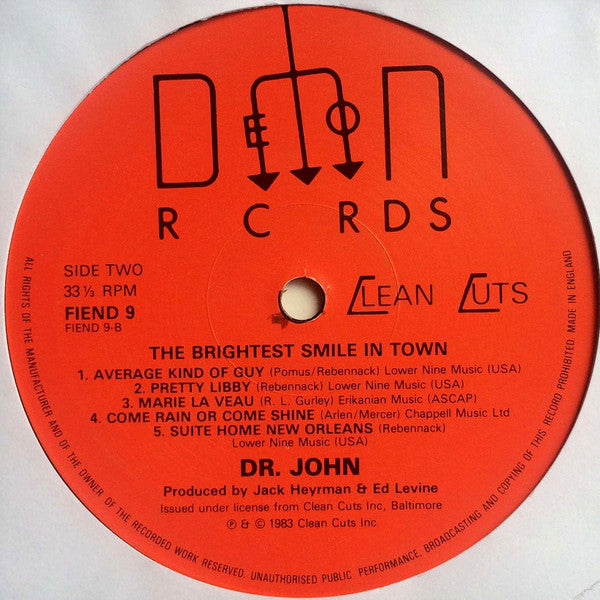 DEMON
RECORDS
SIDE TWO
33⅓ RPM
FIEND 9
FIEND 9-B
CLEAN CUTS
THE BRIGHTEST SMILE IN TOWN
1. AVERAGE KIND OF GUY (Pomus/Rebennack) Lower Nine Music (USA)
2. PRETTY LIBBY (Rebennack) Lower Nine Music (USA)
3. MARIE LA VEAU (R. L. Gurley) Erikanian Music (ASCAP)
4. COME RAIN OR COME SHINE (Arlen/Mercer) Chappell Music Ltd
5. SUITE HOME NEW ORLEANS (Rebennack)
Lower Nine Music (USA)
DR. JOHN
Produced by Jack Heyrman & Ed Levine
Issued under license from Clean Cuts Inc, Baltimore
℗ & © 1983 Clean Cuts Inc
ALL RIGHTS OF THE MANUFACTURER AND OF THE OWNER OF THE RECORDED WORK RESERVED. UNAUTHORISED PUBLIC PERFORMANCE, BROADCASTING AND COPYING OF THIS RECORD PROHIBITED MADE IN ENGLAND